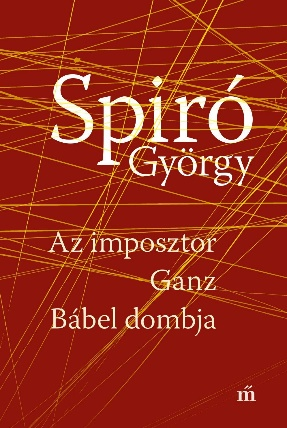 Spiró
György
Az imposztor
Ganz
Bábel dombja
m̋